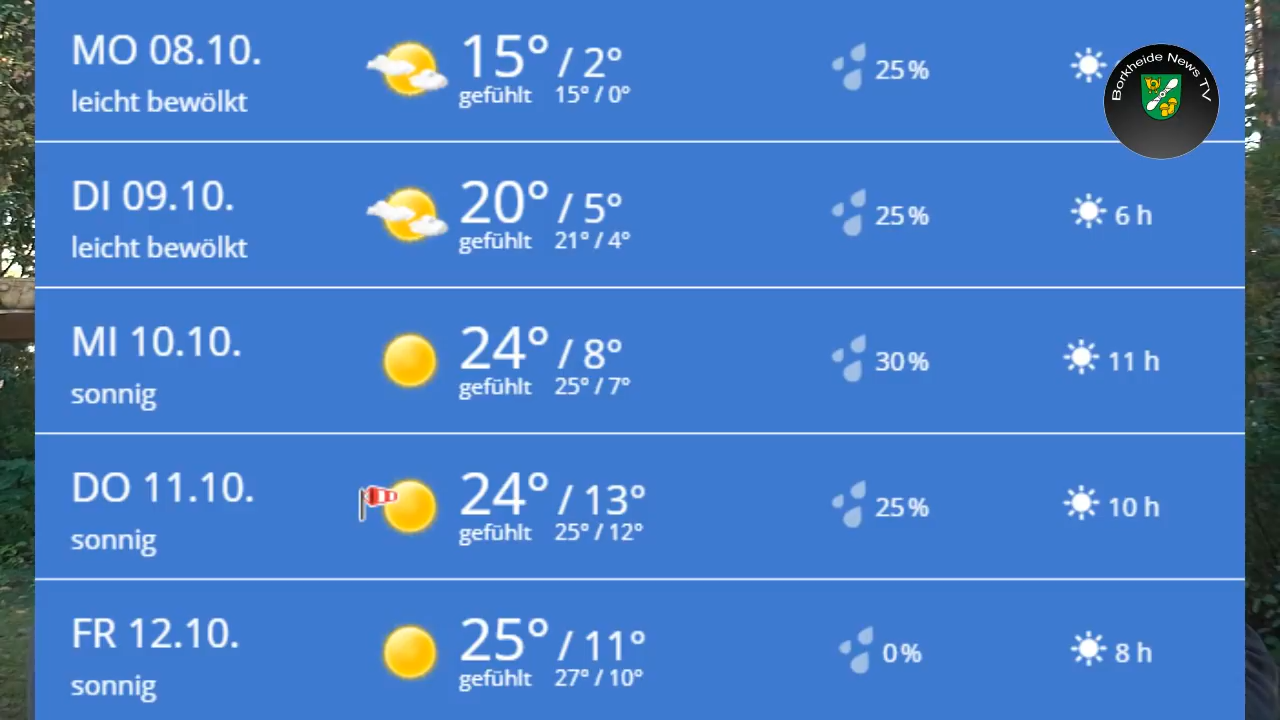 MO 08.10.
leicht bewölkt
15° / 2°
gefühlt 15° / 0°
25%
Borkheide News TV
DI 09.10.
leicht bewölkt
20° / 5°
gefühlt 21° / 4°
25%
6 h
MI 10.10.
sonnig
24° / 8°
gefühlt 25° / 7°
30%
11 h
DO 11.10.
sonnig
24° / 13°
gefühlt 25° / 12°
25%
10 h
FR 12.10.
sonnig
25° / 11°
gefühlt 27° / 10°
0%
8 h